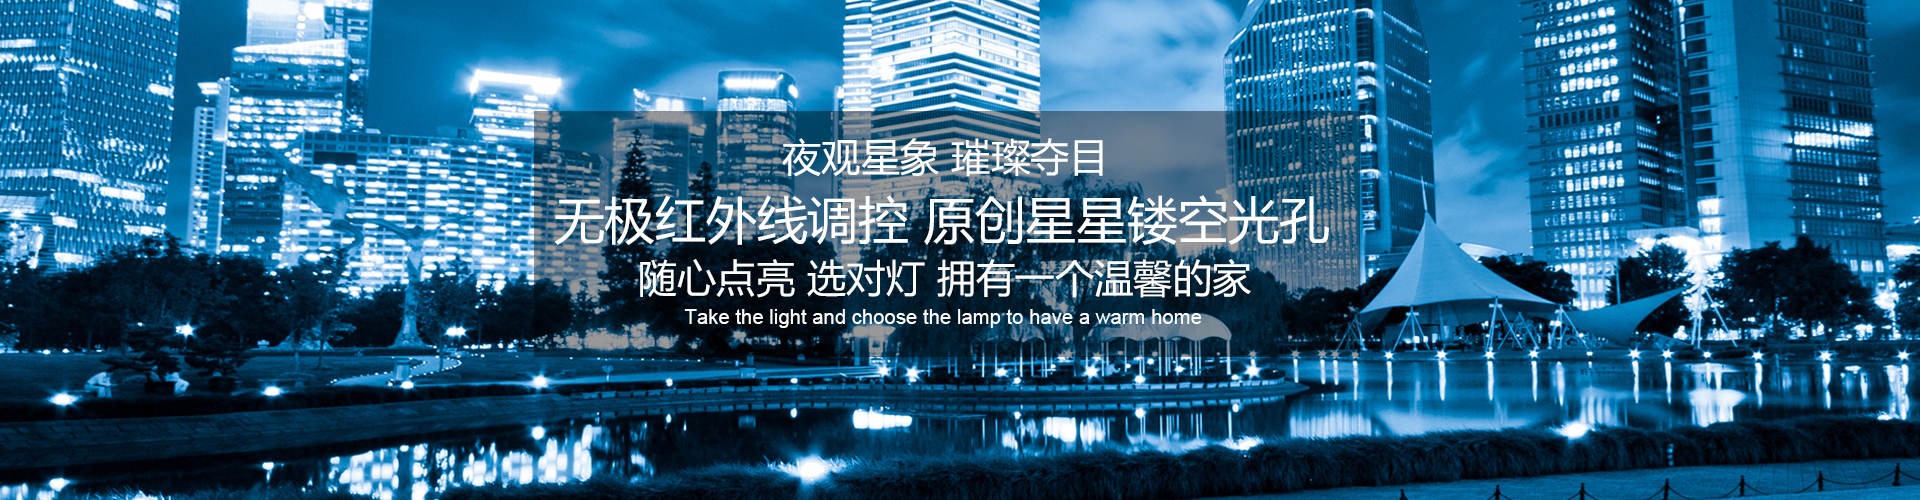 夜观星象 璀璨夺目
无极红外线调控 原创星星镂空光孔
随心点亮 选对灯 拥有一个温馨的家
Take the light and choose the lamp to have a warm home